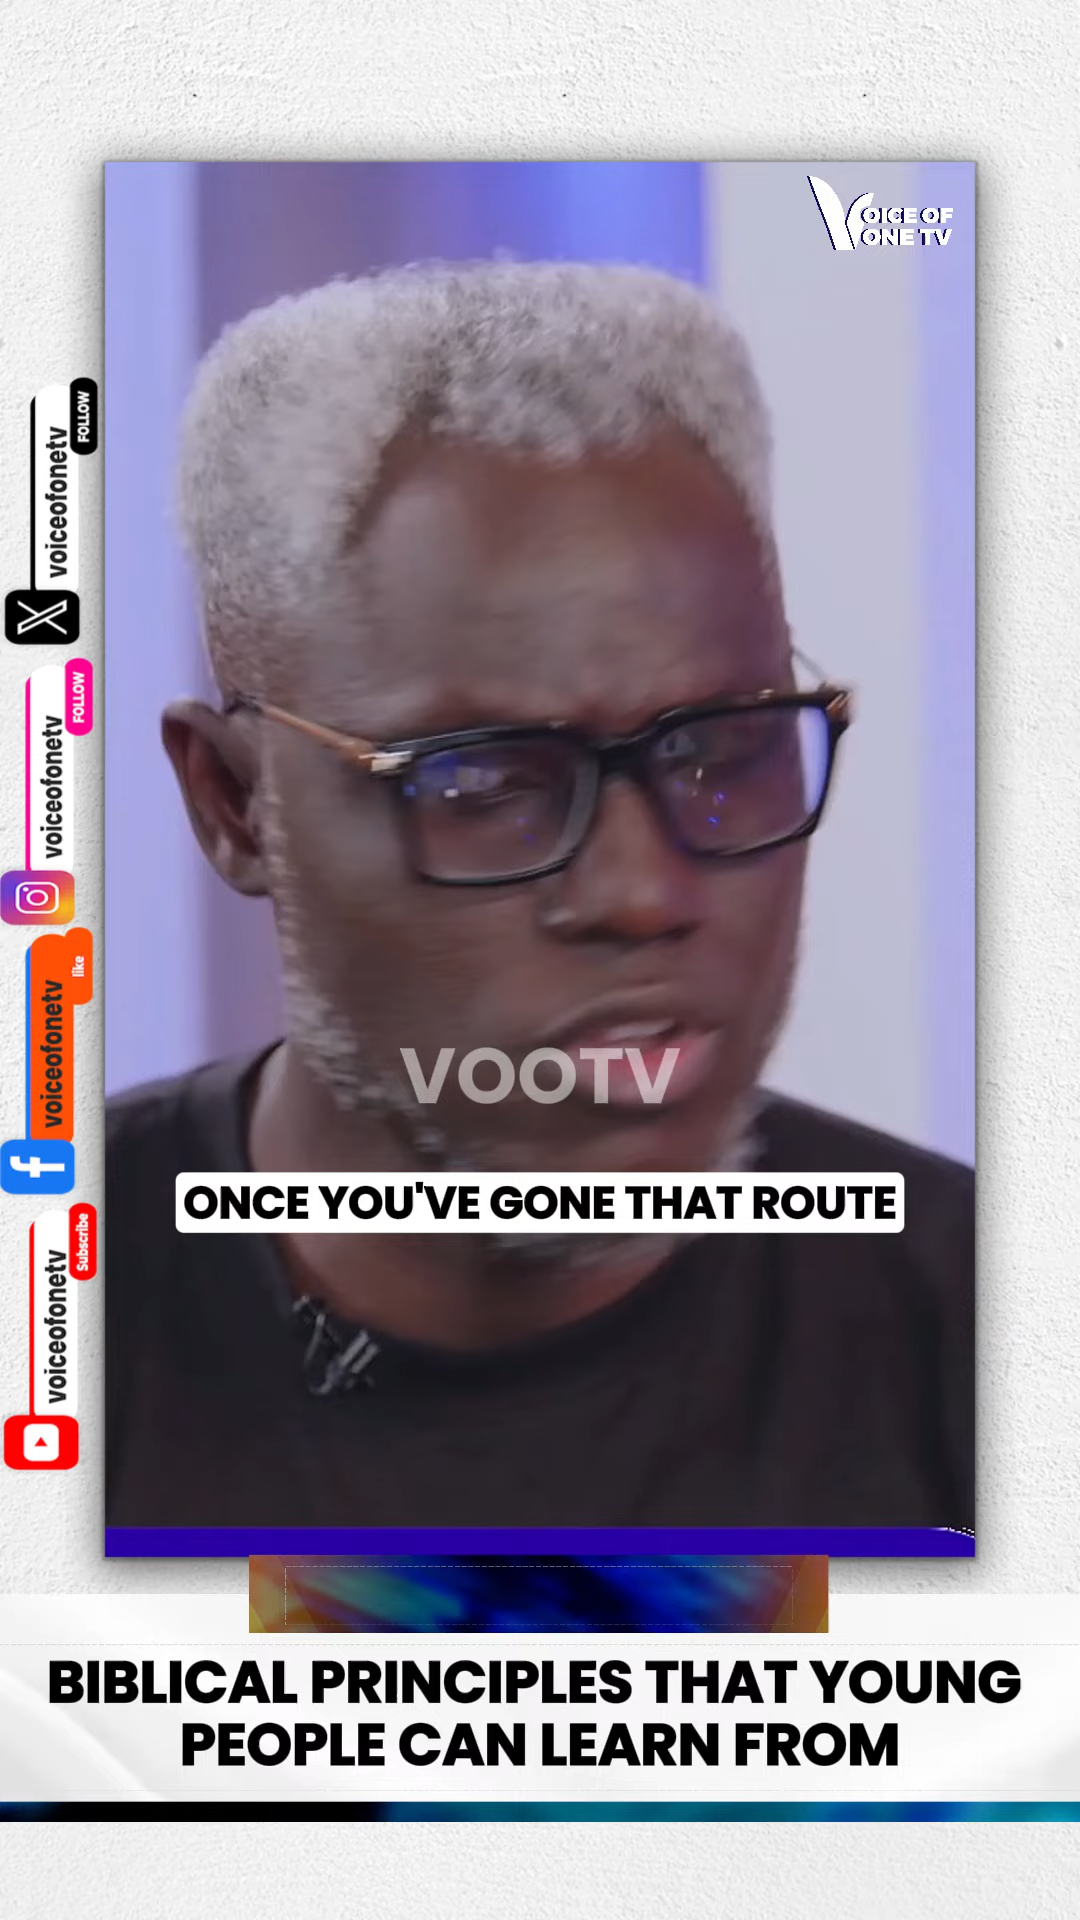 VOICE OF
ONE TV
FOLLOW
voiceofonetv
FOLLOW
voiceofonetv
like
voiceofonetv
Subscribe
voiceofonetv
VOOTV
ONCE YOU'VE GONE THAT ROUTE
BIBLICAL PRINCIPLES THAT YOUNG
PEOPLE CAN LEARN FROM